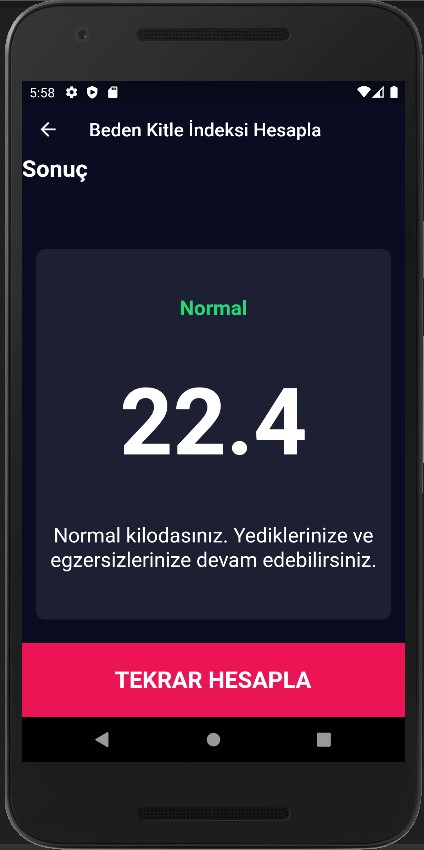 5:58
Beden Kitle İndeksi Hesapla
Sonuç
Normal
22.4
Normal kilodasınız. Yediklerinize ve
egzersizlerinize devam edebilirsiniz.
TEKRAR HESAPLA